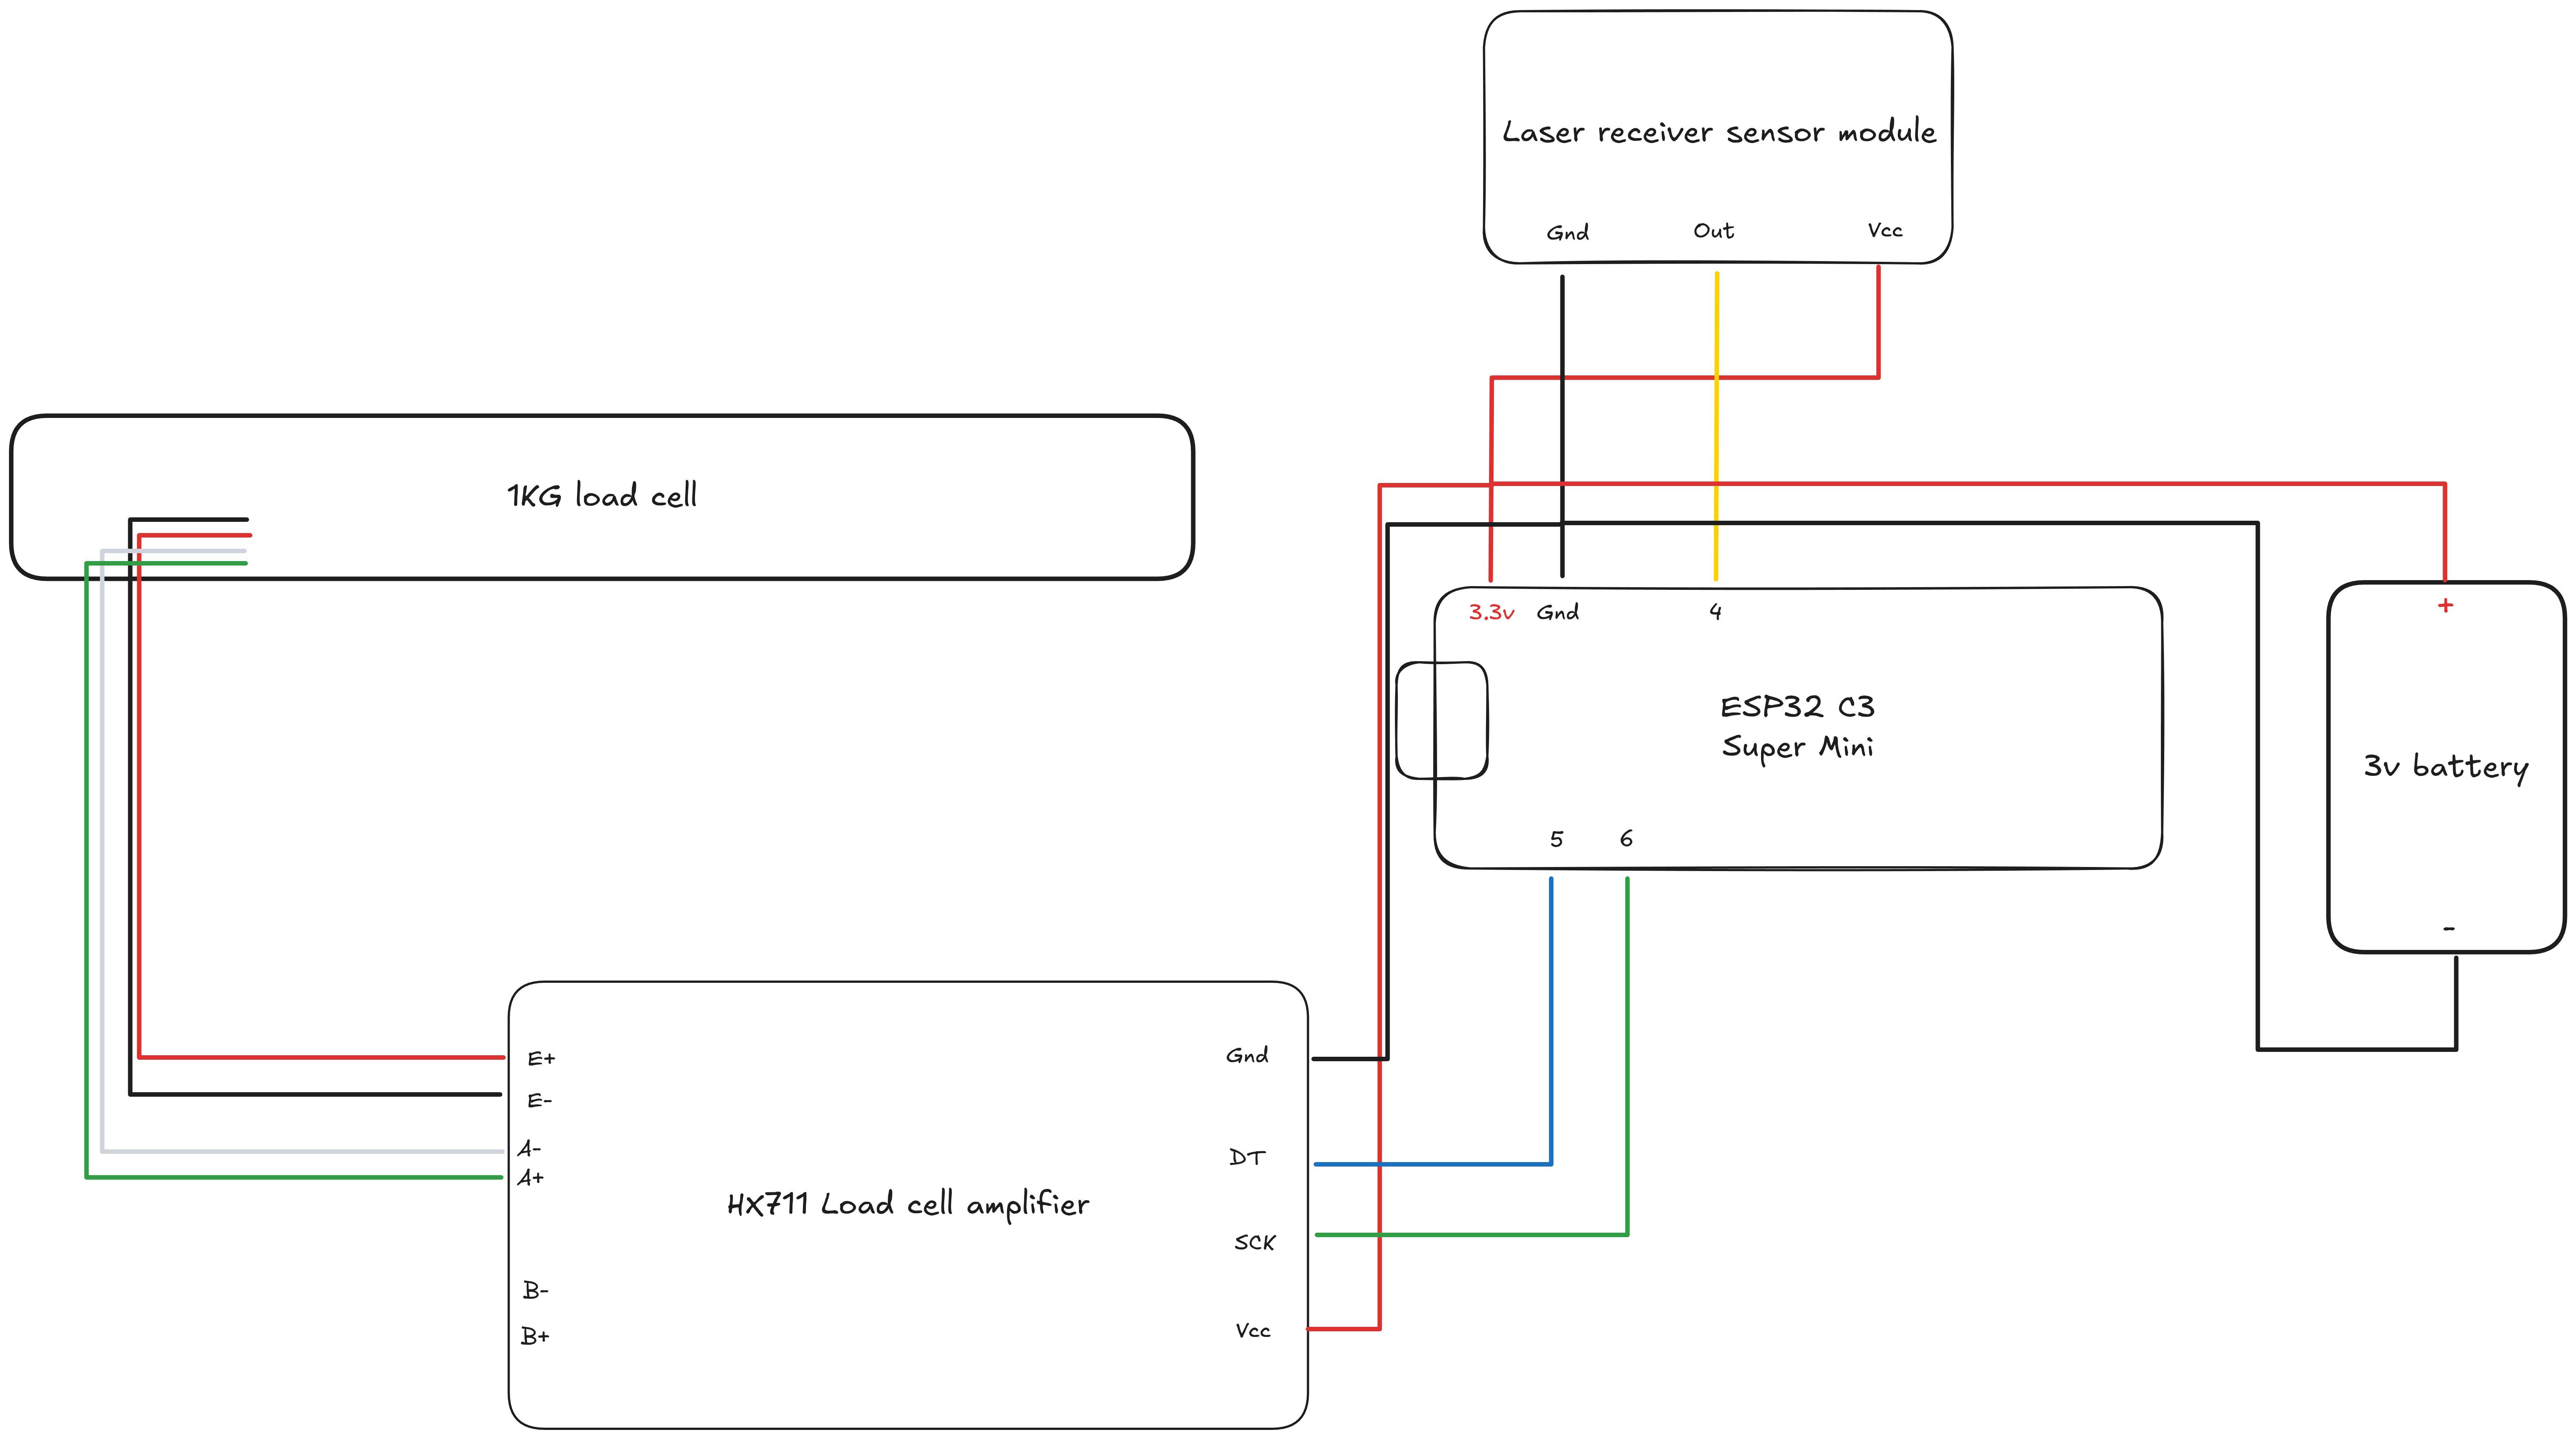 Laser receiver sensor module
Gnd
Out
Vcc
1KG load cell
3.3v
Gnd
4
ESP32 C3
Super Mini
5
6
+
3v battery
-
E+
E-
A-
A+
B-
B+
HX711 Load cell amplifier
Gnd
DT
SCK
Vcc